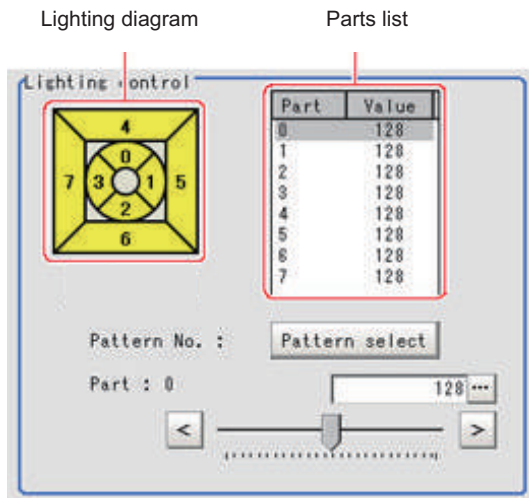 Lighting diagram
Parts list
Lighting control
Part Value
0 128
1 128
2 128
3 128
4 128
5 128
6 128
7 128
4
7 3 0 1 5
2
6
Pattern No. : Pattern select
Part : 0 128 ...
< >